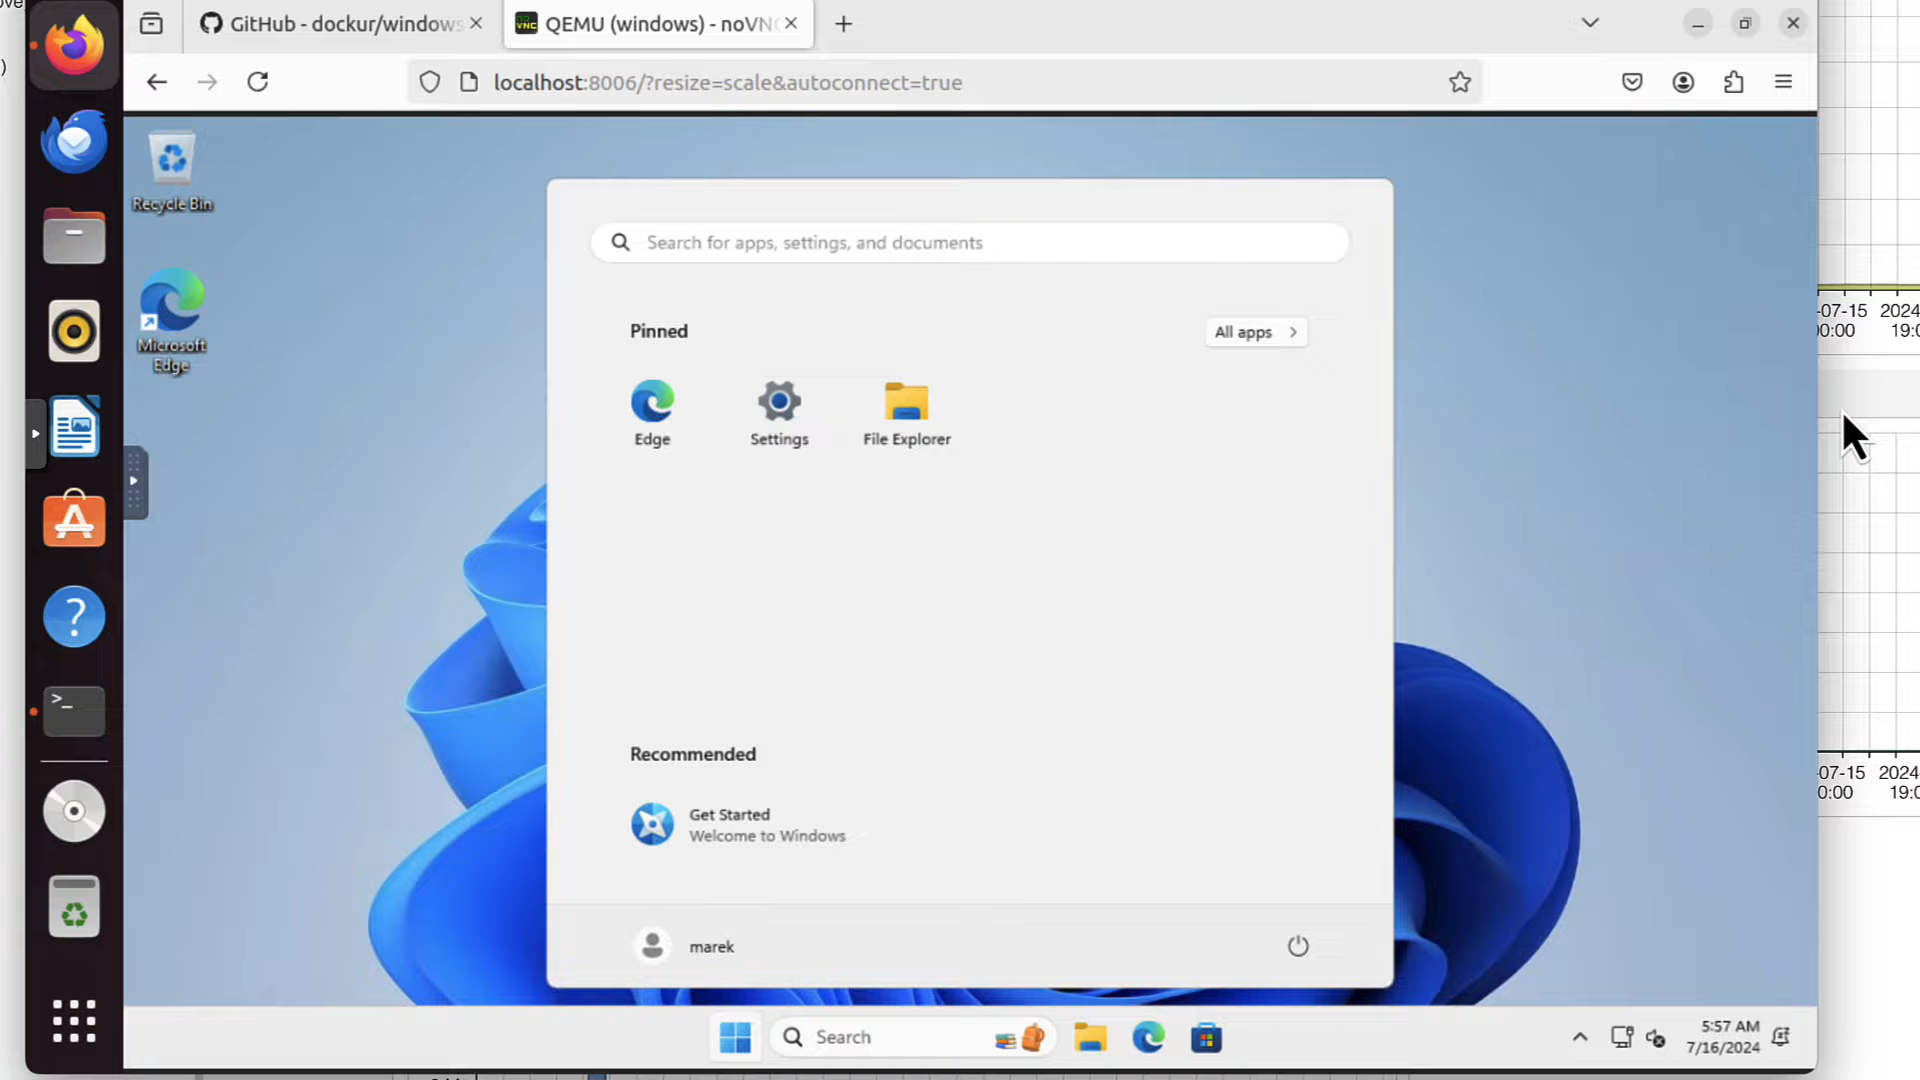 GitHub - dockur/windows
QEMU (windows) - noVNC
localhost:8006/?resize=scale&autoconnect=true
Recycle Bin
Microsoft
Edge
Search for apps, settings, and documents
Pinned
All apps
Edge
Settings
File Explorer
Recommended
Get Started
Welcome to Windows
marek
Search
5:57 AM
7/16/2024
-07-15 2024
00:00 19:0
-07-15 2024
0:00 19:0